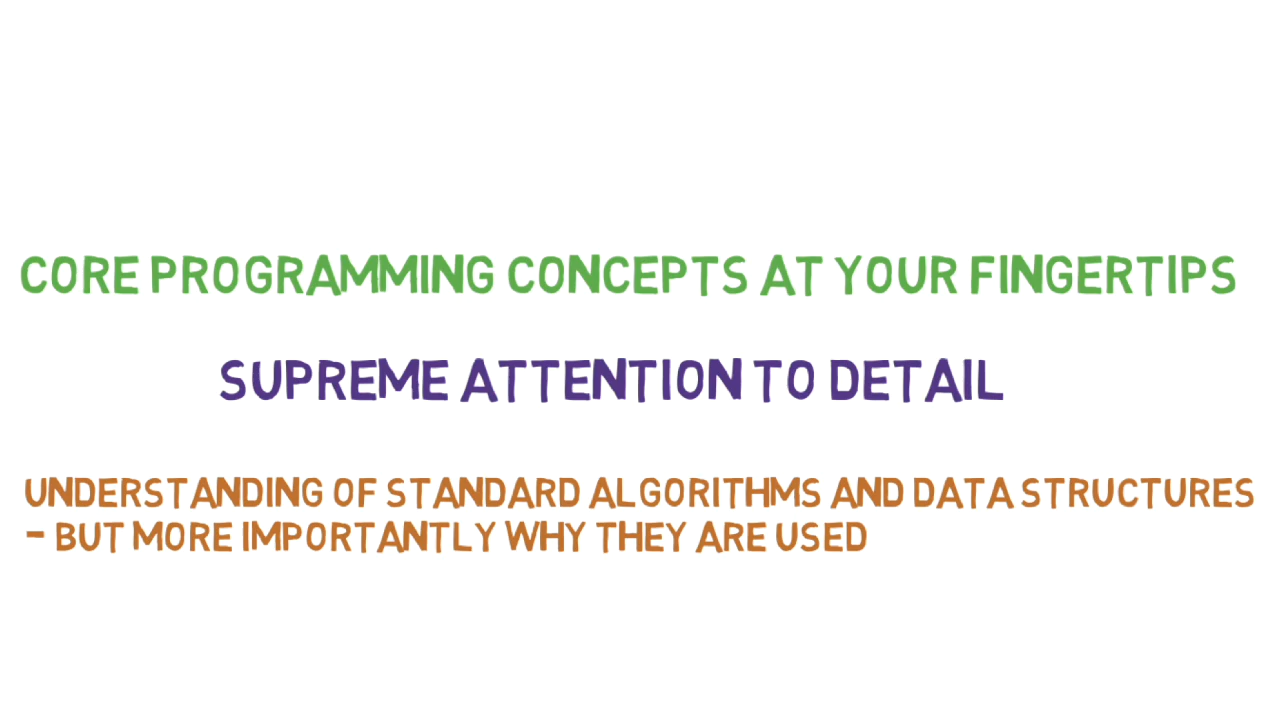 CORE PROGRAMMING CONCEPTS AT YOUR FINGERTIPS
SUPREME ATTENTION TO DETAIL
UNDERSTANDING OF STANDARD ALGORITHMS AND DATA STRUCTURES
- BUT MORE IMPORTANTLY WHY THEY ARE USED